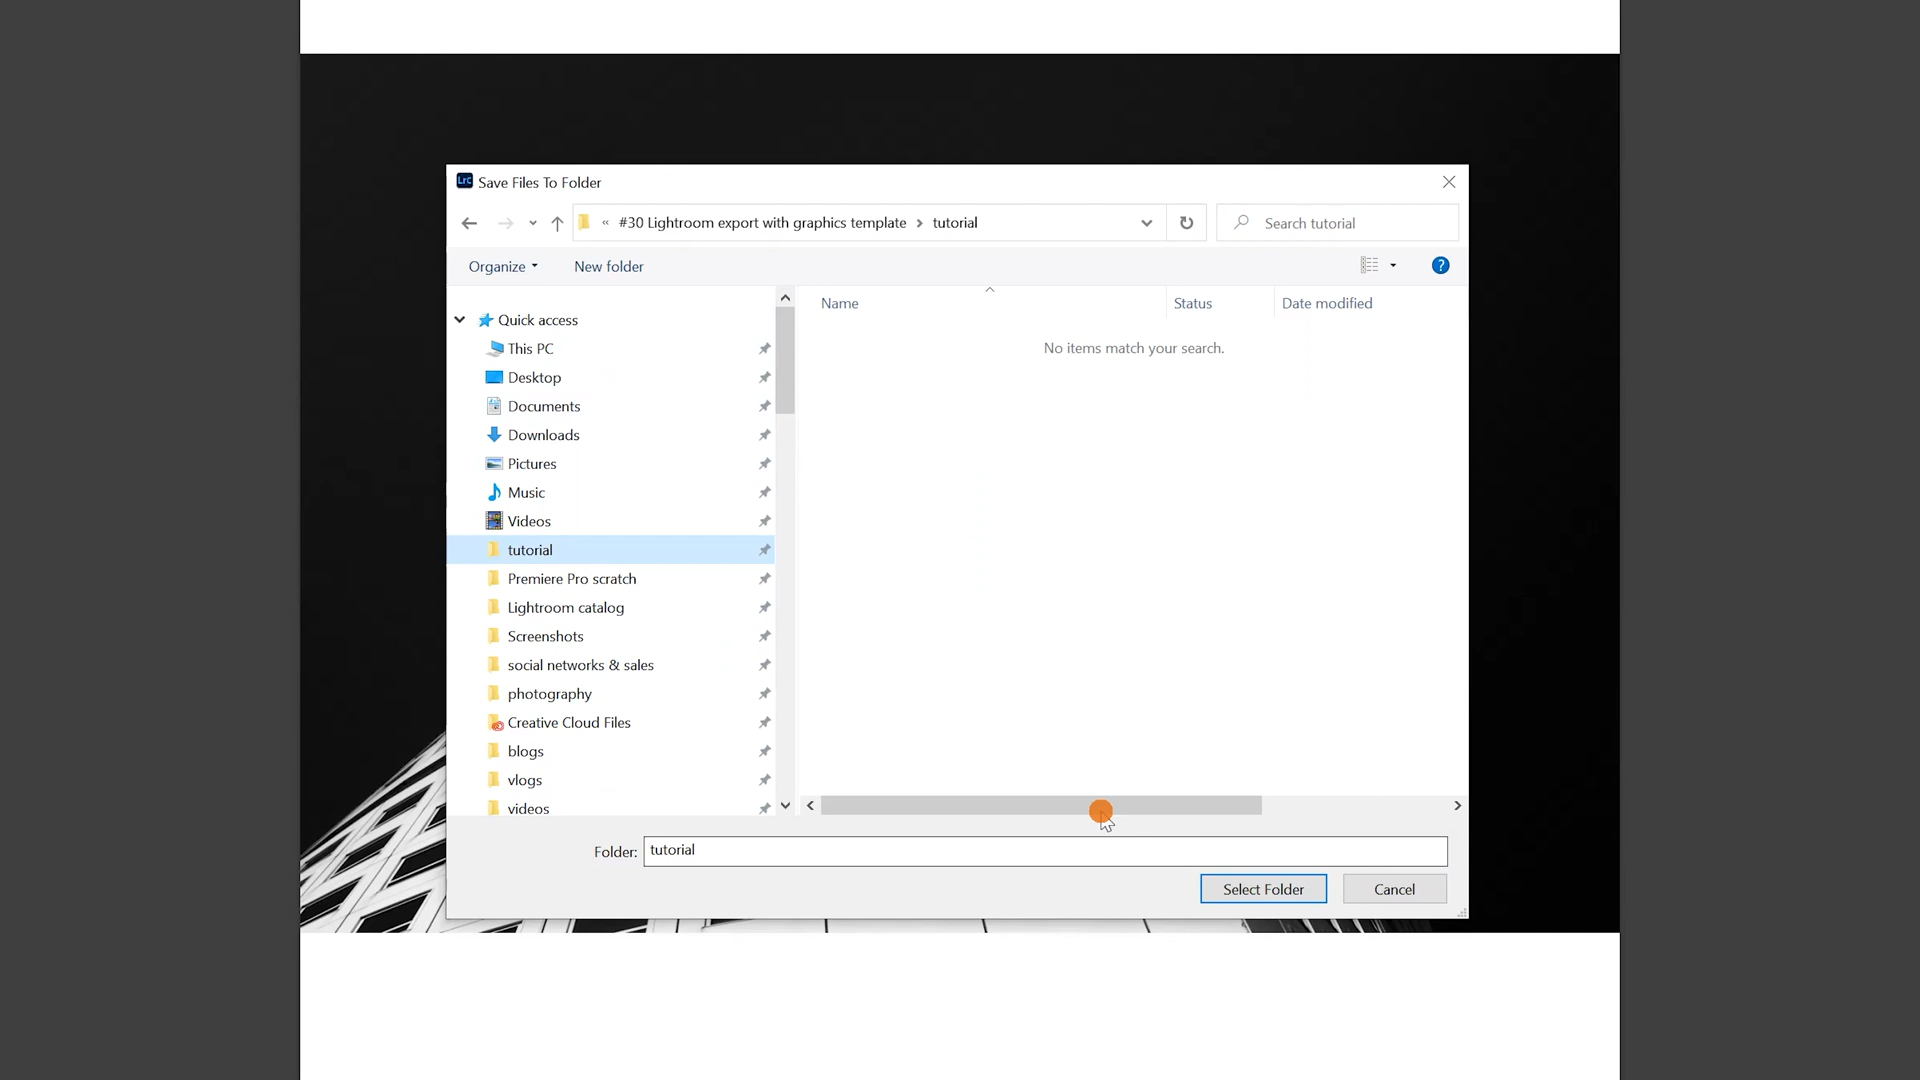 Lrc Save Files To Folder
« #30 Lightroom export with graphics template > tutorial
Search tutorial
Organize
New folder
?
Name
Status
Date modified
No items match your search.
Quick access
This PC
Desktop
Documents
Downloads
Pictures
Music
Videos
tutorial
Premiere Pro scratch
Lightroom catalog
Screenshots
social networks & sales
photography
Creative Cloud Files
blogs
vlogs
videos
Folder: tutorial
Select Folder
Cancel